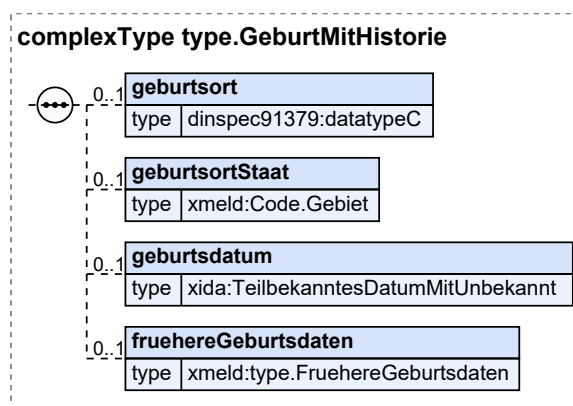 complexType type.GeburtMitHistorie
0..1 geburtsort
type dinspec91379:datatypeC
0..1 geburtsortStaat
type xmeld:Code.Gebiet
0..1 geburtsdatum
type xida:TeilbekanntesDatumMitUnbekannt
0..1 fruehereGeburtsdaten
type xmeld:type.FruehereGeburtsdaten